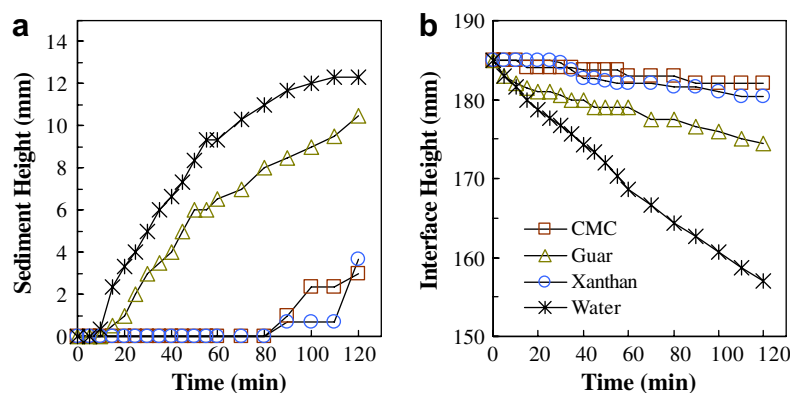 a
Sediment Height (mm)
14
12
10
8
6
4
2
0
0 20 40 60 80 100 120
Time (min)
b
Interface Height (mm)
190
180
170
160
150
0 20 40 60 80 100 120
Time (min)
CMC
Guar
Xanthan
Water